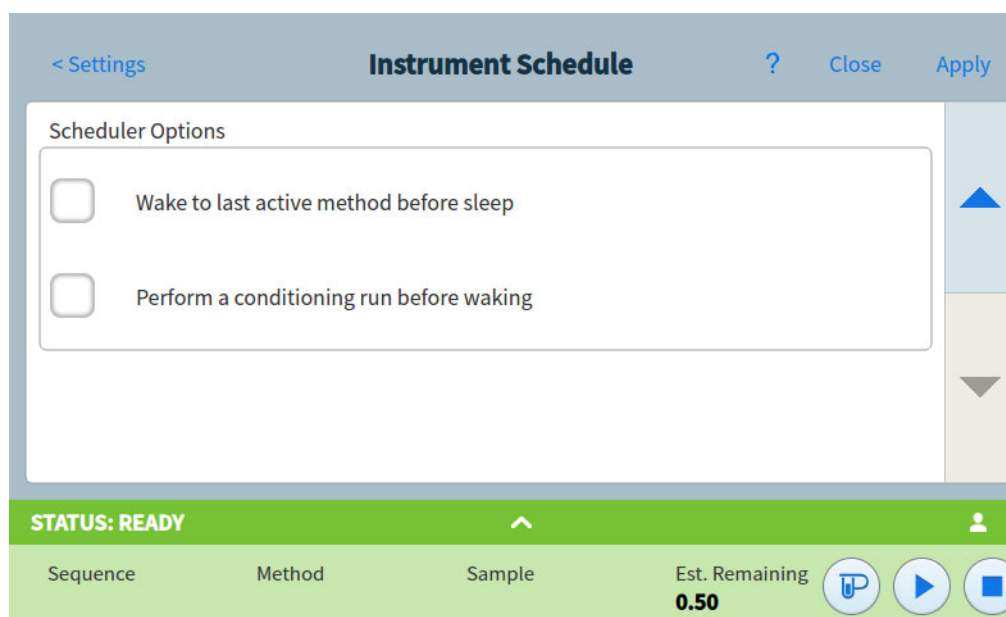 < Settings Instrument Schedule ? Close Apply
Scheduler Options
Wake to last active method before sleep
Perform a conditioning run before waking
STATUS: READY
Sequence Method Sample Est. Remaining
0.50